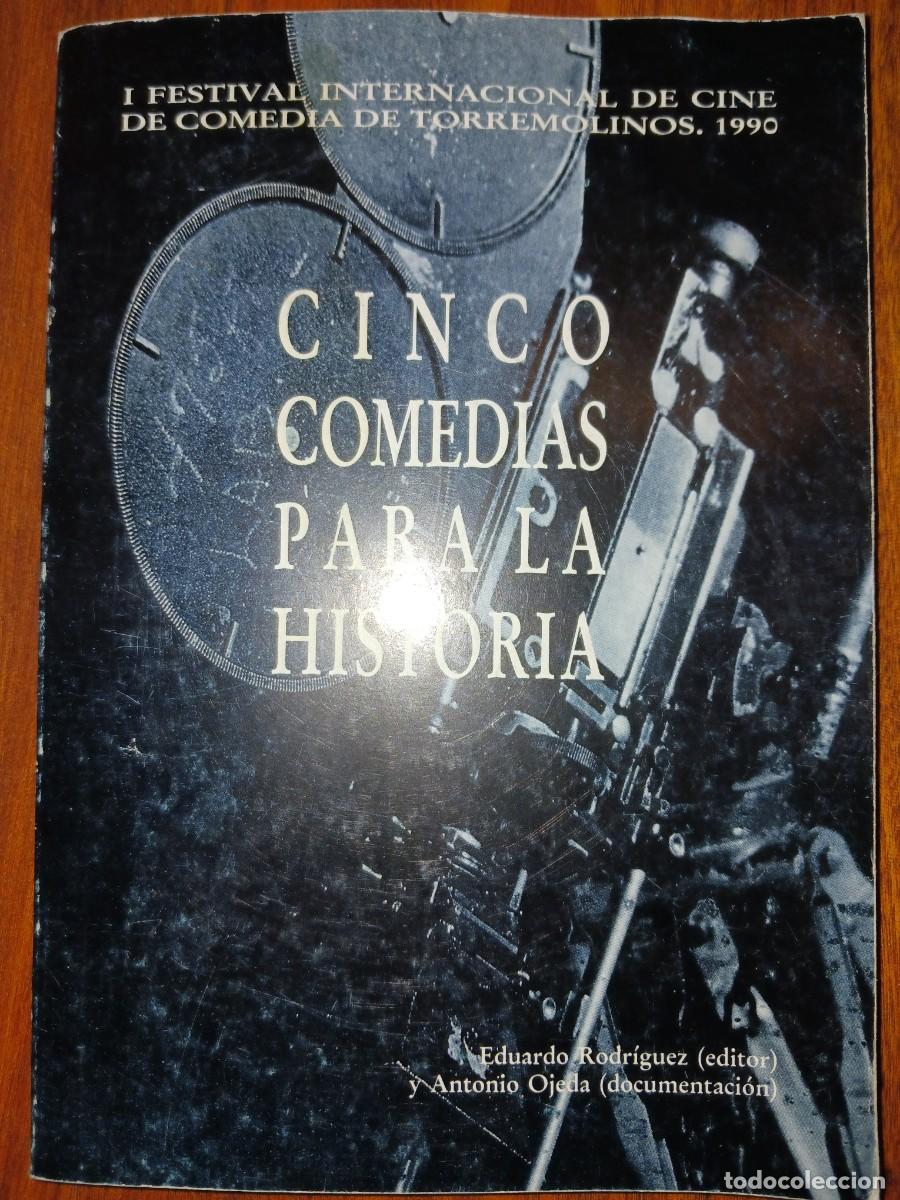 I FESTIVAL INTERNACIONAL DE CINE
DE COMEDIA DE TORREMOLINOS. 1990
CINCO
COMEDIAS
PARA LA
HISTORIA
Eduardo Rodríguez (editor)
y Antonio Ojeda (documentación)
todocoleccion